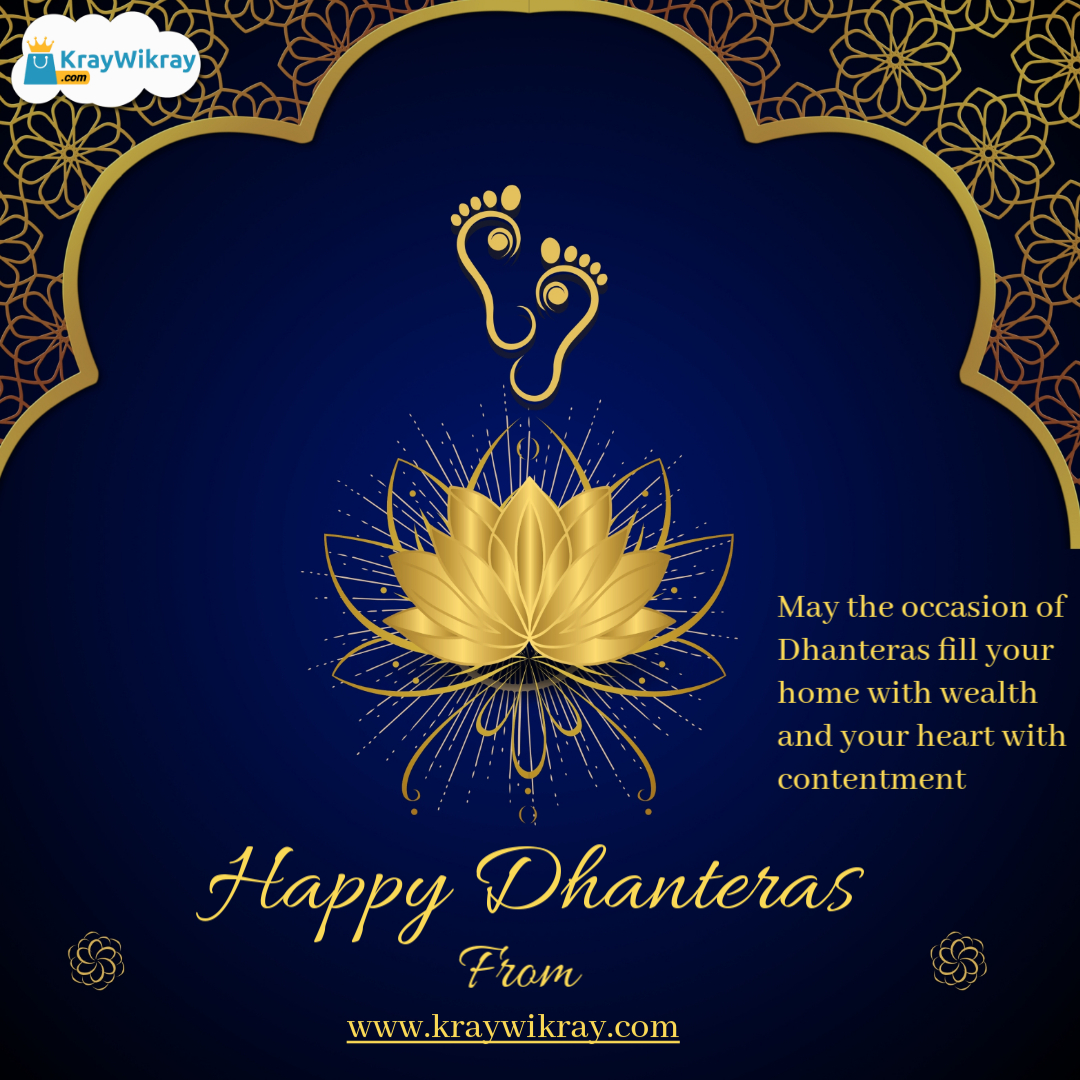 KrayWikray
.com
May the occasion of
Dhanteras fill your
home with wealth
and your heart with
contentment
Happy Dhanteras
From
www.kraywikray.com